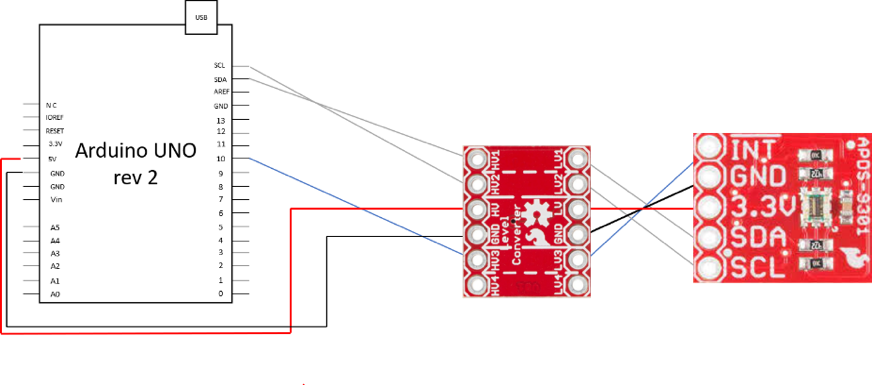 USB
SCL
SDA
AREF
GND
13
12
11
10
9
8
7
6
5
4
3
2
1
0
N C
IOREF
RESET
3.3V
5V
GND
GND
Vin
A5
A4
A3
A2
A1
A0
Arduino UNO
rev 2
HV1
HV2
HV
GND
HV3
HV4
Level
Converter
LV1
LV2
LV
GND
LV3
LV4
INT
GND
3.3V
SDA
SCL
APDS-9301